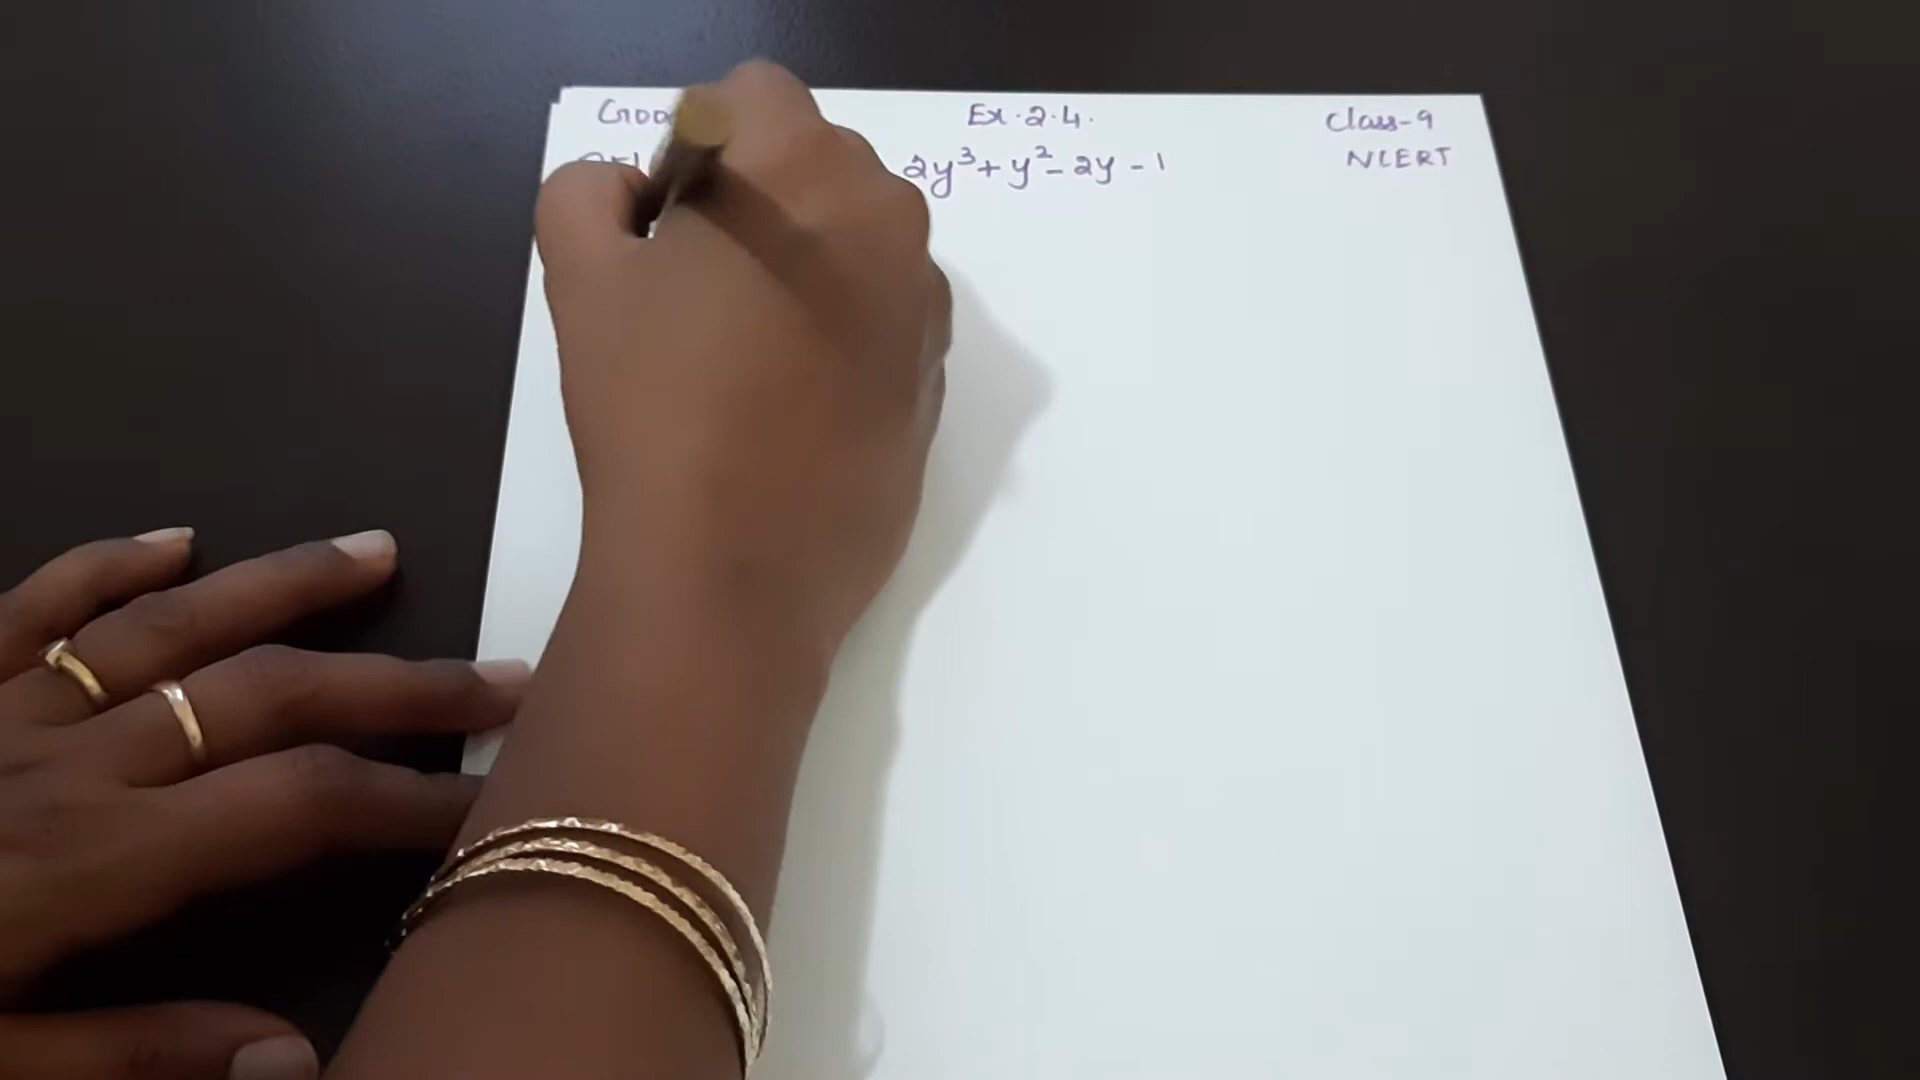 Ex. 2.4.
Class-9
2y³ + y² - 2y - 1
NCERT